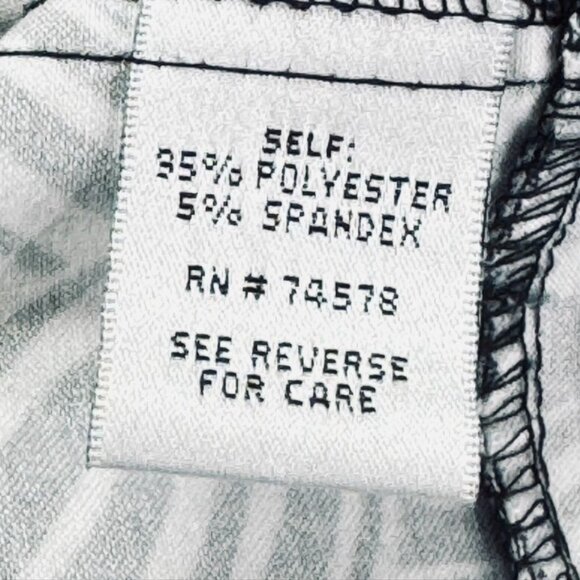 SELF:
95% POLYESTER
5% SPANDEX
RN # 74578
SEE REVERSE
FOR CARE